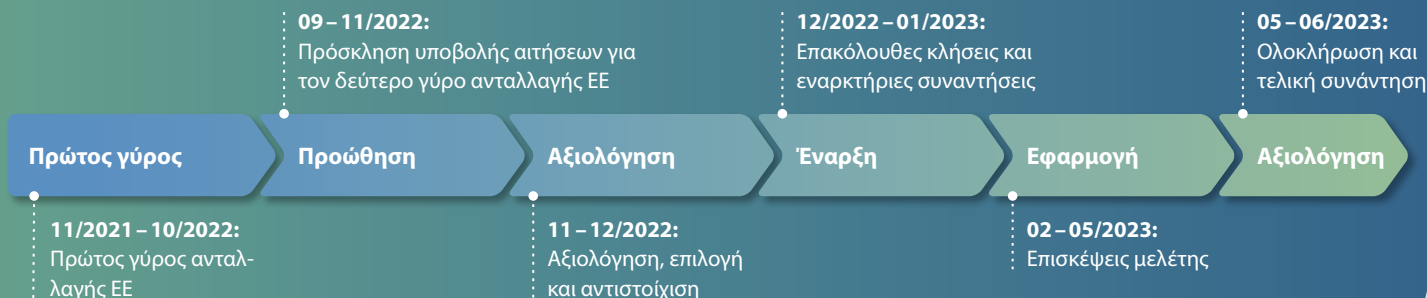 09 – 11/2022:
Πρόσκληση υποβολής αιτήσεων για
τον δεύτερο γύρο ανταλλαγής ΕΕ
12/2022 – 01/2023:
Επακόλουθες κλήσεις και
εναρκτήριες συναντήσεις
05 – 06/2023:
Ολοκλήρωση και
τελική συνάντηση
Πρώτος γύρος
Προώθηση
Αξιολόγηση
Έναρξη
Εφαρμογή
Αξιολόγηση
11/2021 – 10/2022:
Πρώτος γύρος ανταλ-
λαγής ΕΕ
11 – 12/2022:
Αξιολόγηση, επιλογή
και αντιστοίχιση
02 – 05/2023:
Επισκέψεις μελέτης